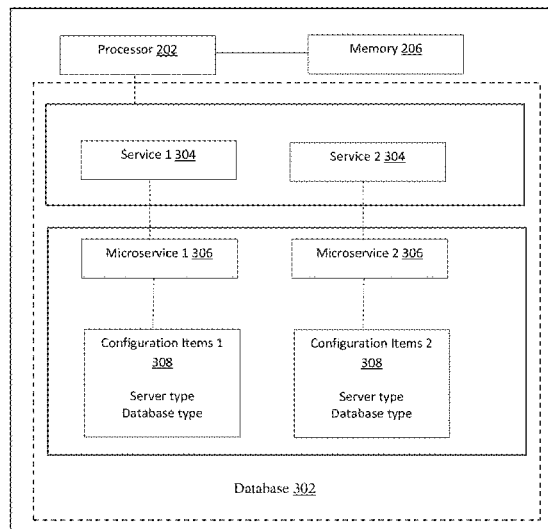 Processor 202
Memory 206
Service 1 304
Service 2 304
Microservice 1 306
Microservice 2 306
Configuration Items 1
308
Server type
Database type
Configuration Items 2
308
Server type
Database type
Database 302